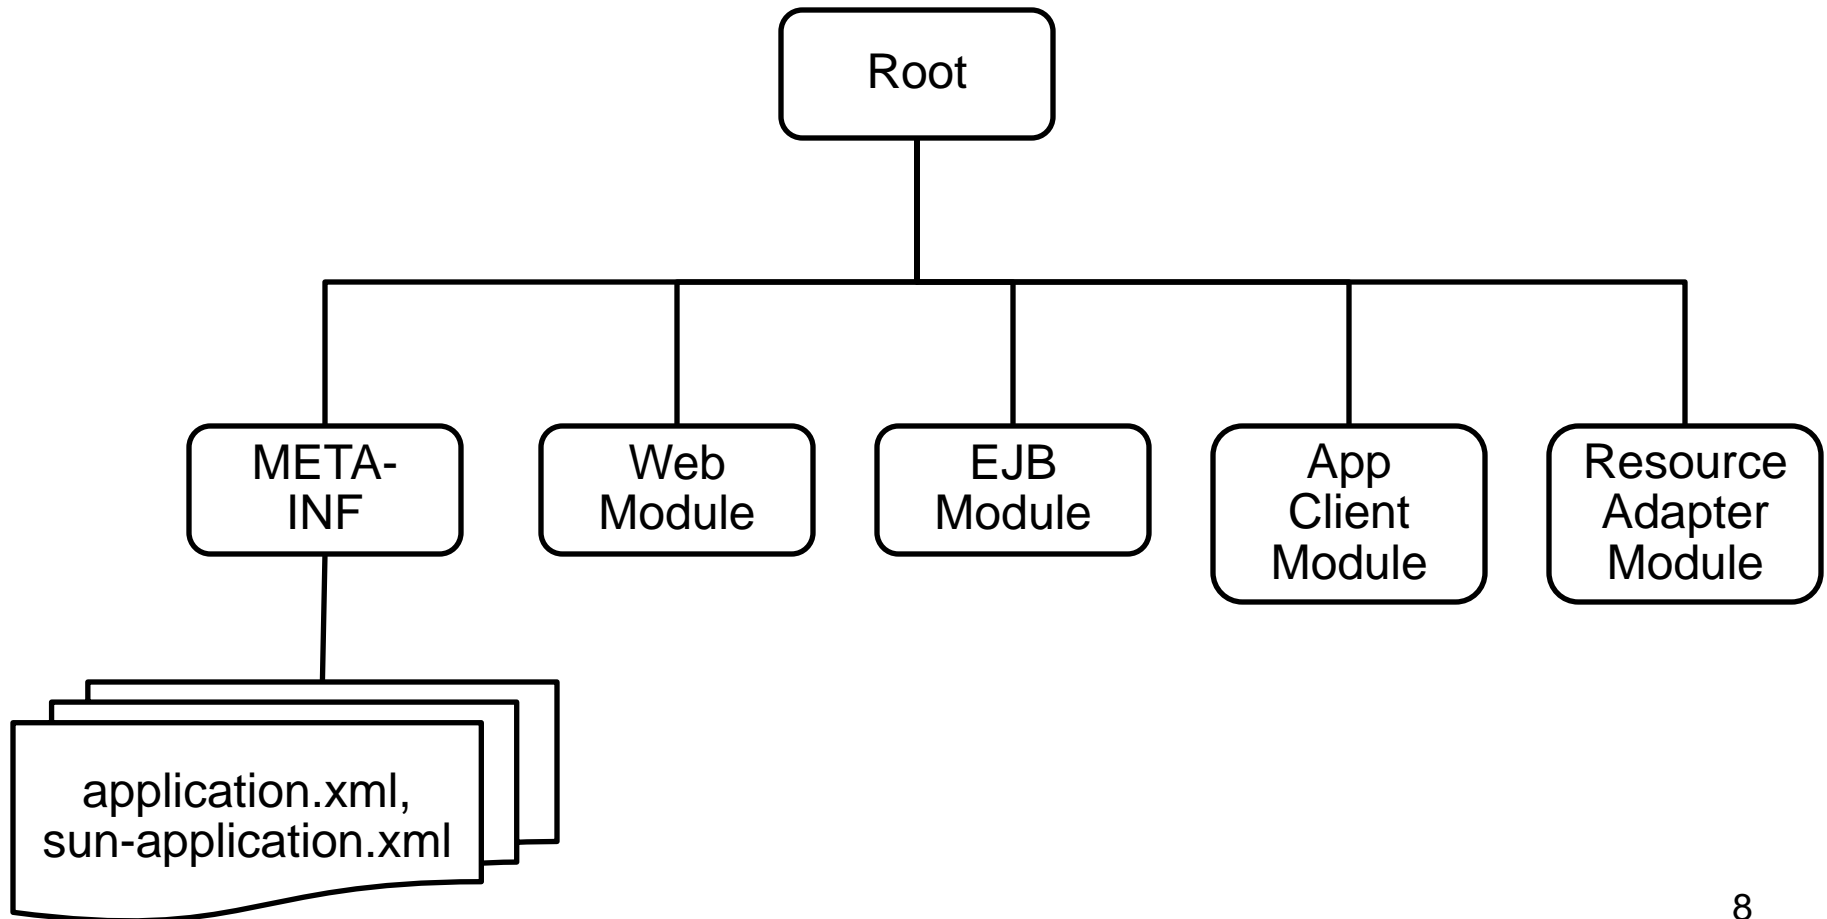 Root
META-
INF
Web
Module
EJB
Module
App
Client
Module
Resource
Adapter
Module
application.xml,
sun-application.xml
8